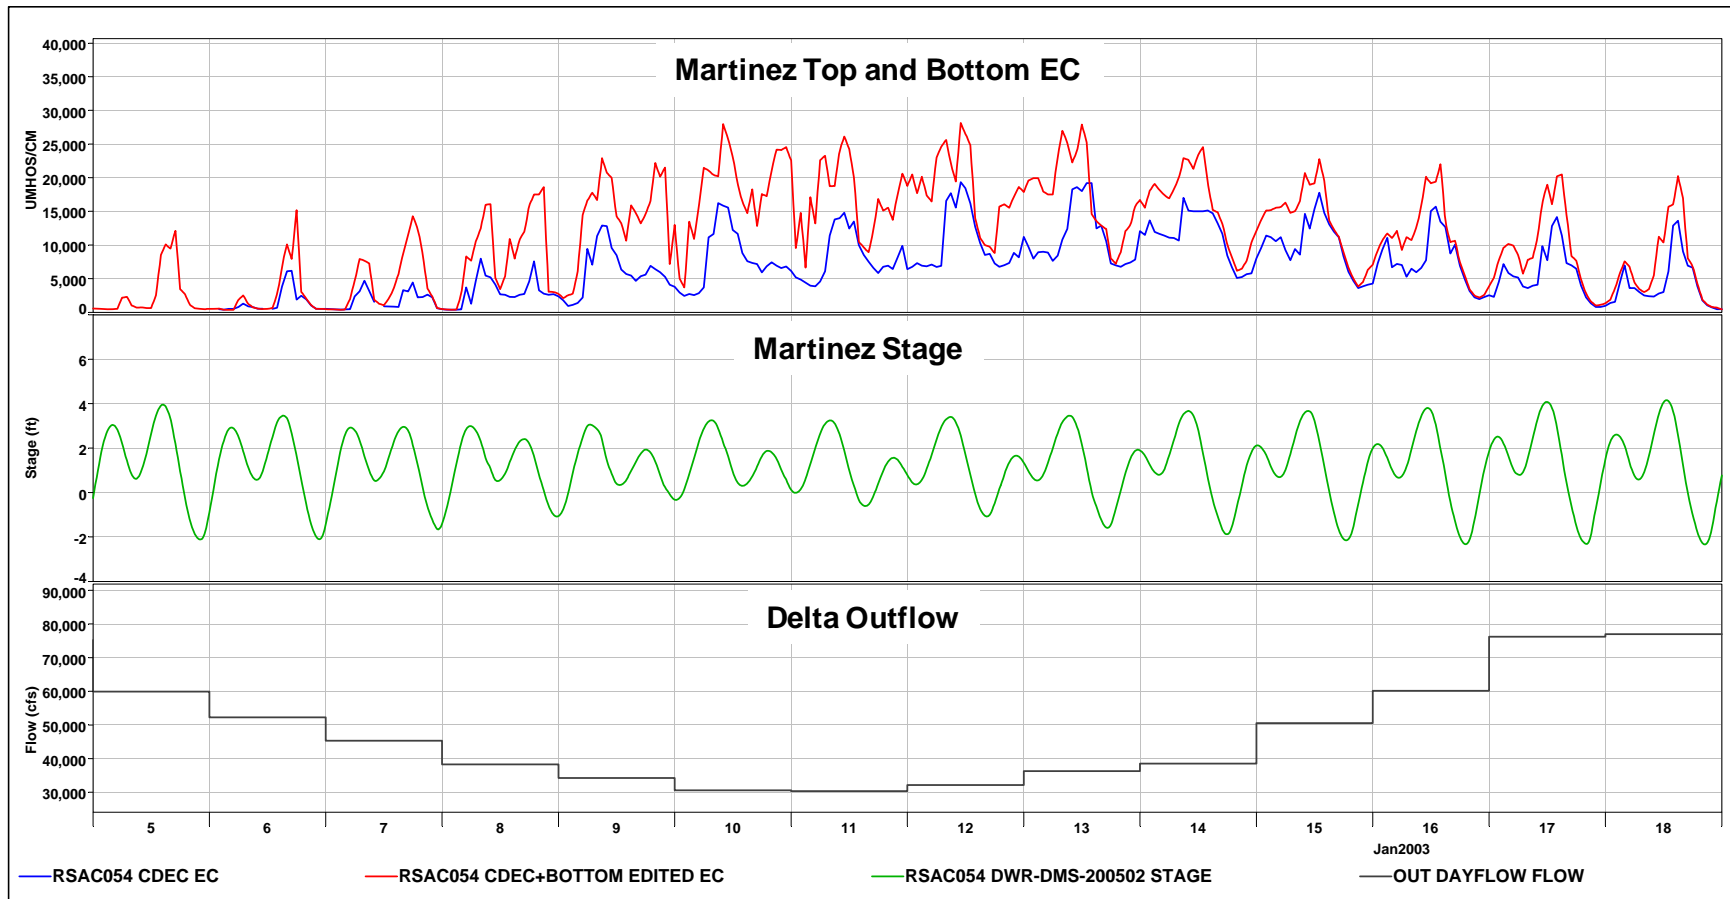 Martinez Top and Bottom EC
40,000
35,000
30,000
25,000
20,000
15,000
10,000
5,000
0
UMHOS/CM
Martinez Stage
6
4
2
0
-2
-4
Stage (ft)
Delta Outflow
90,000
80,000
70,000
60,000
50,000
40,000
30,000
Flow (cfs)
5 6 7 8 9 10 11 12 13 14 15 16 17 18
Jan2003
RSAC054 CDEC EC RSAC054 CDEC+BOTTOM EDITED EC RSAC054 DWR-DMS-200502 STAGE OUT DAYFLOW FLOW